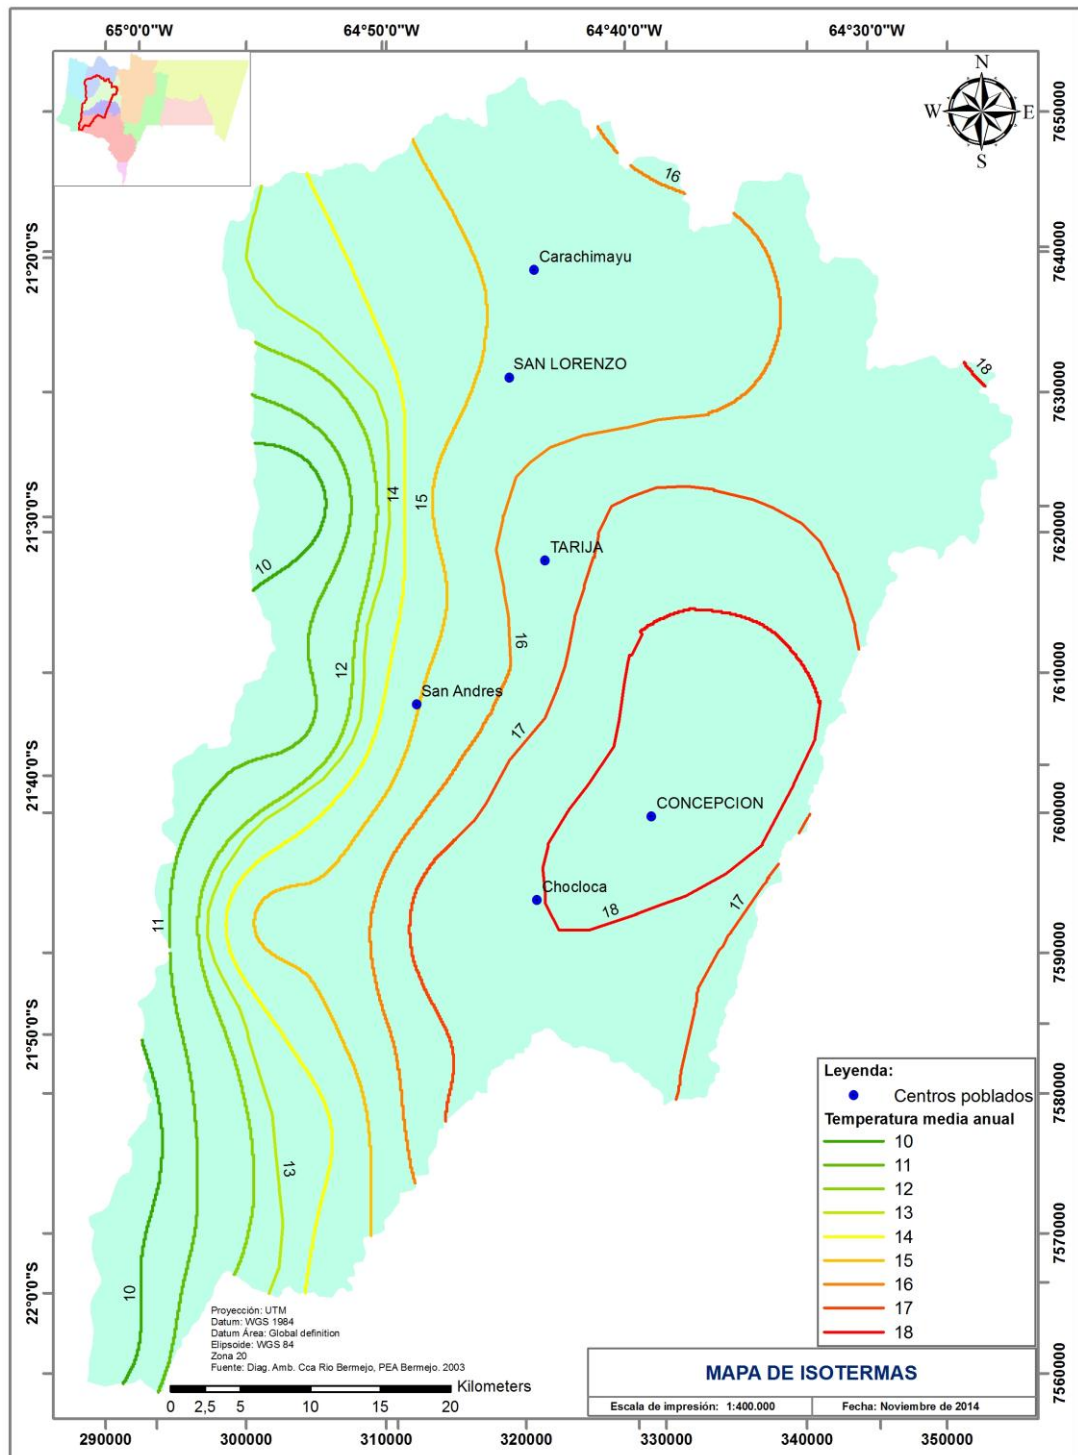 65°0'0"W 64°50'0"W 64°40'0"W 64°30'0"W
N
W E
S
7650000
16
21°20'0"S
Carachimayu
7640000
SAN LORENZO
18
7630000
14
15
21°30'0"S
10
TARIJA
7620000
16
12
San Andres
7610000
17
21°40'0"S
CONCEPCION
7600000
Chocloca
18
17
11
7590000
21°50'0"S
Leyenda:
Centros poblados
7580000
Temperatura media anual
10
11
12
13
14
15
16
17
18
13
7570000
10
22°0'0"S
Proyección: UTM
Datum: WGS 1984
Datum Área: Global definition
Elipsoide: WGS 84
Zona 20
Fuente: Diag. Amb. Cca Rio Bermejo, PEA Bermejo. 2003
7560000
Kilometers
0 2,5 5 10 15 20
MAPA DE ISOTERMAS
Escala de impresión: 1:400.000 Fecha: Noviembre de 2014
290000 300000 310000 320000 330000 340000 350000